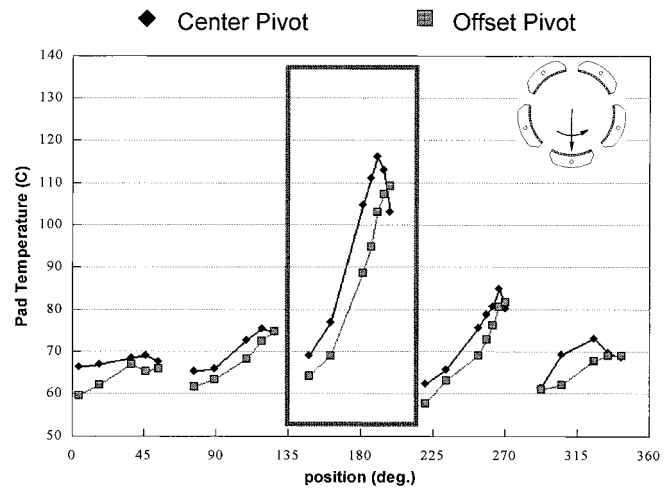 Center Pivot Offset Pivot
140
130
120
110
100
90
80
70
60
50
Pad Temperature (C)
0 45 90 135 180 225 270 315 360
position (deg.)